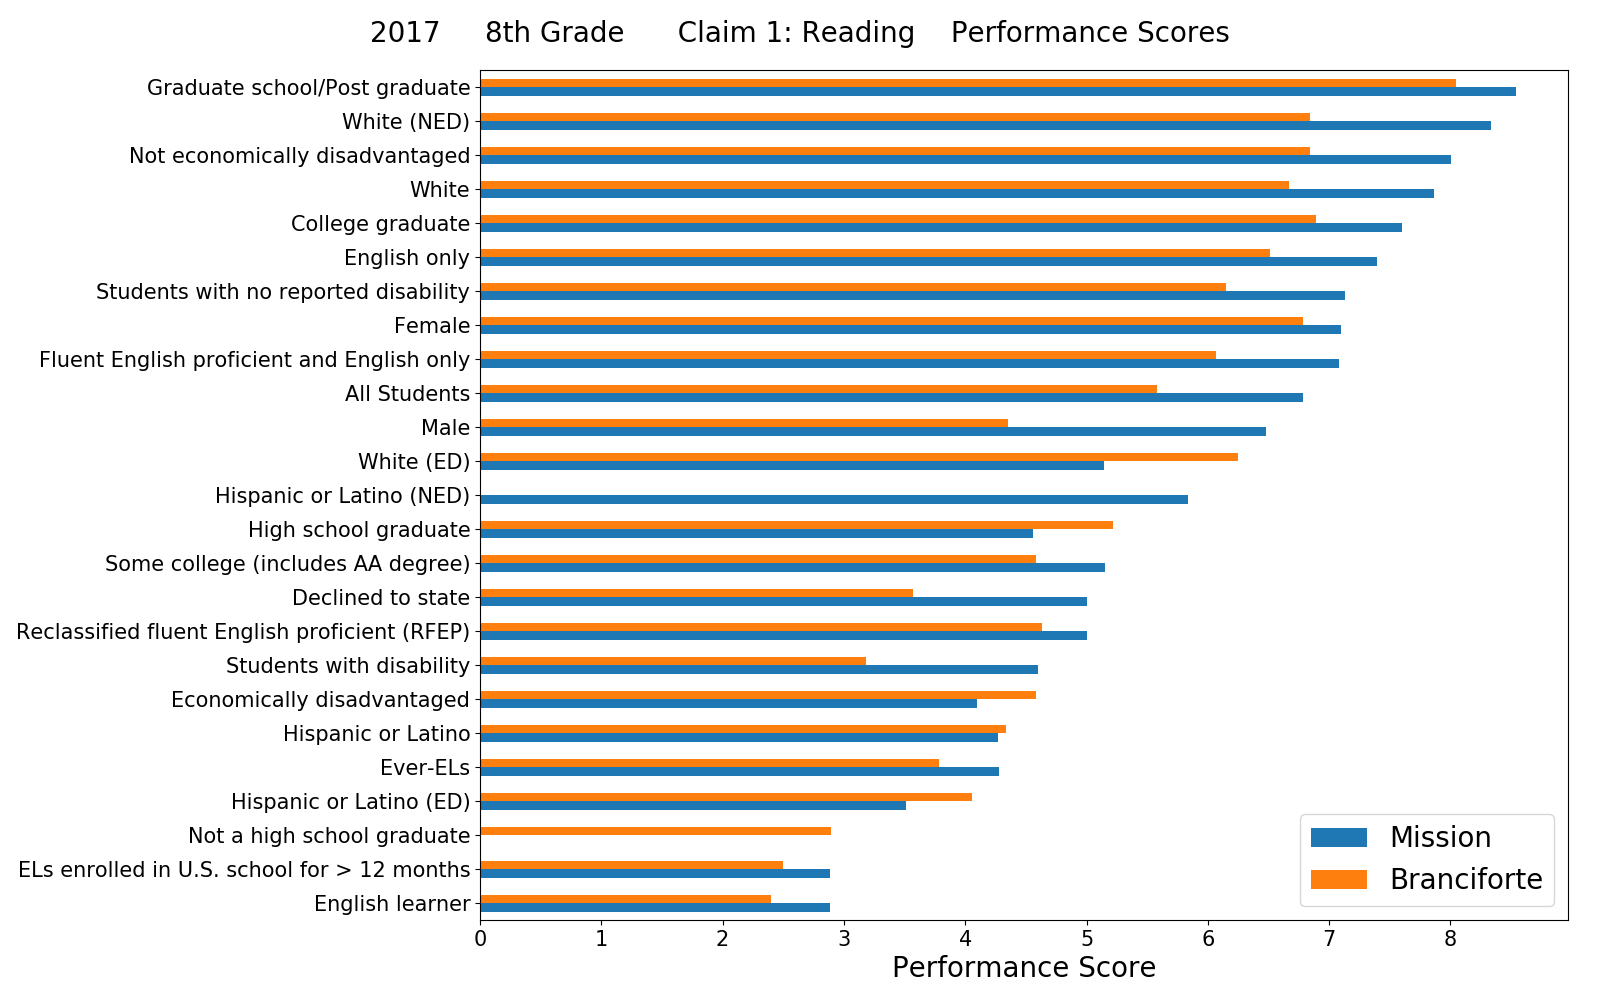 2017 8th Grade Claim 1: Reading Performance Scores
Graduate school/Post graduate
White (NED)
Not economically disadvantaged
White
College graduate
English only
Students with no reported disability
Female
Fluent English proficient and English only
All Students
Male
White (ED)
Hispanic or Latino (NED)
High school graduate
Some college (includes AA degree)
Declined to state
Reclassified fluent English proficient (RFEP)
Students with disability
Economically disadvantaged
Hispanic or Latino
Ever-ELs
Hispanic or Latino (ED)
Not a high school graduate
ELs enrolled in U.S. school for > 12 months
English learner
Mission
Branciforte
0 1 2 3 4 5 6 7 8
Performance Score